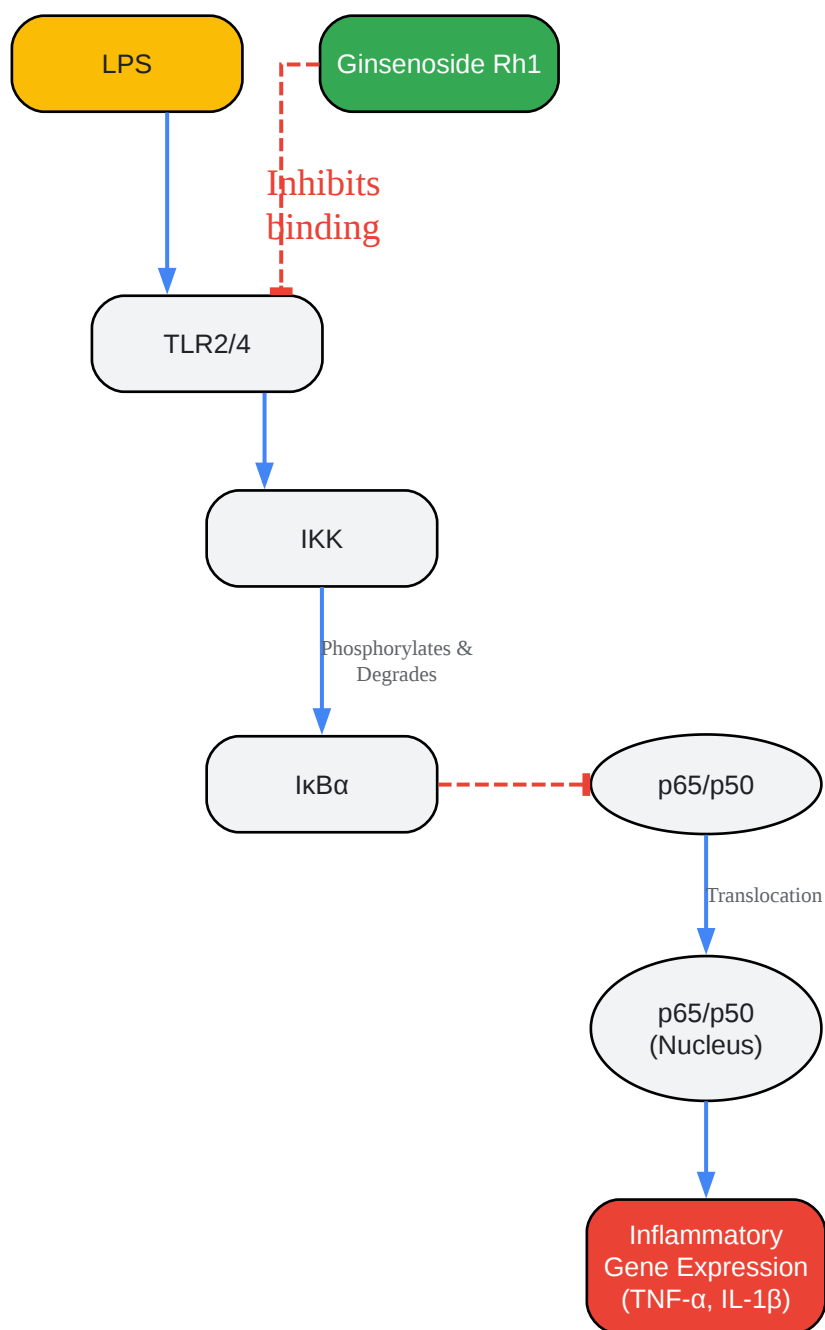 LPS
Ginsenoside Rh1
Inhibits
binding
TLR2/4
IKK
Phosphorylates &
Degrades
IκBα
p65/p50
Translocation
p65/p50
(Nucleus)
Inflammatory
Gene Expression
(TNF-α, IL-1β)